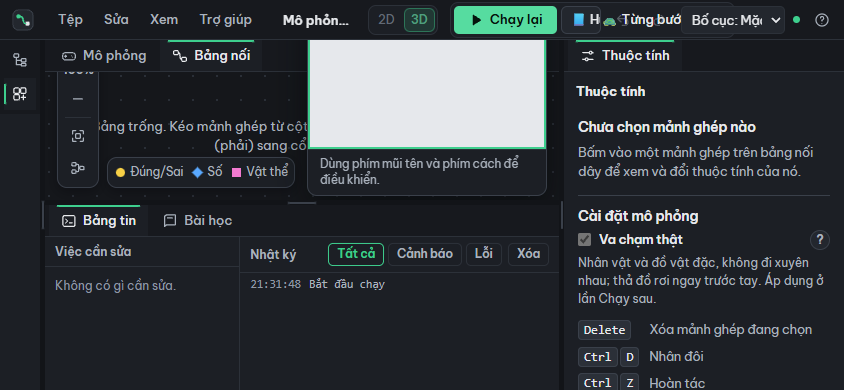 Tệp Sửa Xem Trợ giúp Mô phỏn... 2D 3D Chạy lại Từng bướ Bố cục: Mặc
Mô phỏng Bảng nối Thuộc tính
100%
Bảng trống. Kéo mảnh ghép từ cột
(phải) sang cổ
Đúng/Sai Số Vật thể
Dùng phím mũi tên và phím cách để
điều khiển.
Bảng tin Bài học
Việc cần sửa
Không có gì cần sửa.
Nhật ký Tất cả Cảnh báo Lỗi Xóa
21:31:48 Bắt đầu chạy
Thuộc tính
Chưa chọn mảnh ghép nào
Bấm vào một mảnh ghép trên bảng nối
dây để xem và đổi thuộc tính của nó.
Cài đặt mô phỏng
Va chạm thật ?
Nhân vật và đồ vật đặc, không đi xuyên
nhau; thả đồ rơi ngay trước tay. Áp dụng ở
lần Chạy sau.
Delete Xóa mảnh ghép đang chọn
Ctrl D Nhân đôi
Ctrl Z Hoàn tác